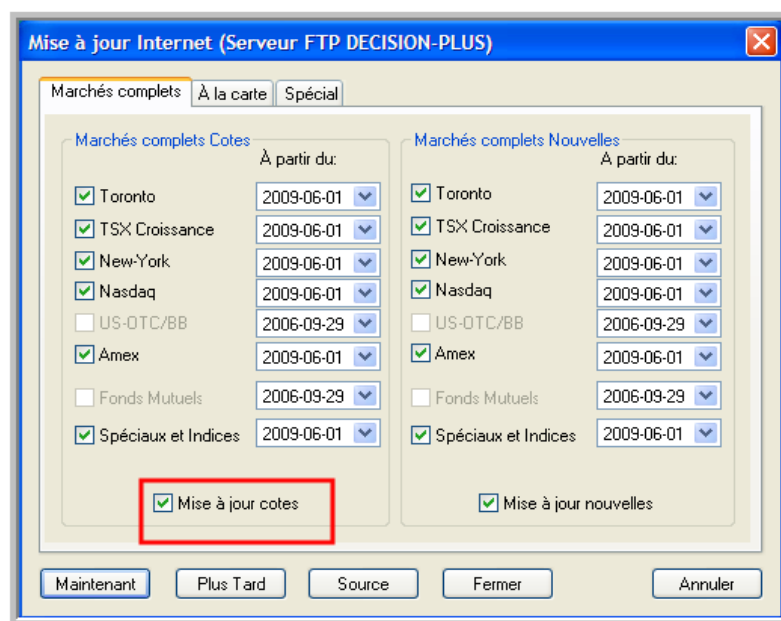 Mise à jour Internet (Serveur FTP DECISION-PLUS)
Marchés complets À la carte Spécial
Marchés complets Cotes
À partir du:
Toronto 2009-06-01
TSX Croissance 2009-06-01
New-York 2009-06-01
Nasdaq 2009-06-01
US-OTC/BB 2006-09-29
Amex 2009-06-01
Fonds Mutuels 2006-09-29
Spéciaux et Indices 2009-06-01
Mise à jour cotes
Marchés complets Nouvelles
A partir du:
Toronto 2009-06-01
TSX Croissance 2009-06-01
New-York 2009-06-01
Nasdaq 2009-06-01
US-OTC/BB 2006-09-29
Amex 2009-06-01
Fonds Mutuels 2006-09-29
Spéciaux et Indices 2009-06-01
Mise à jour nouvelles
Maintenant Plus Tard Source Fermer Annuler